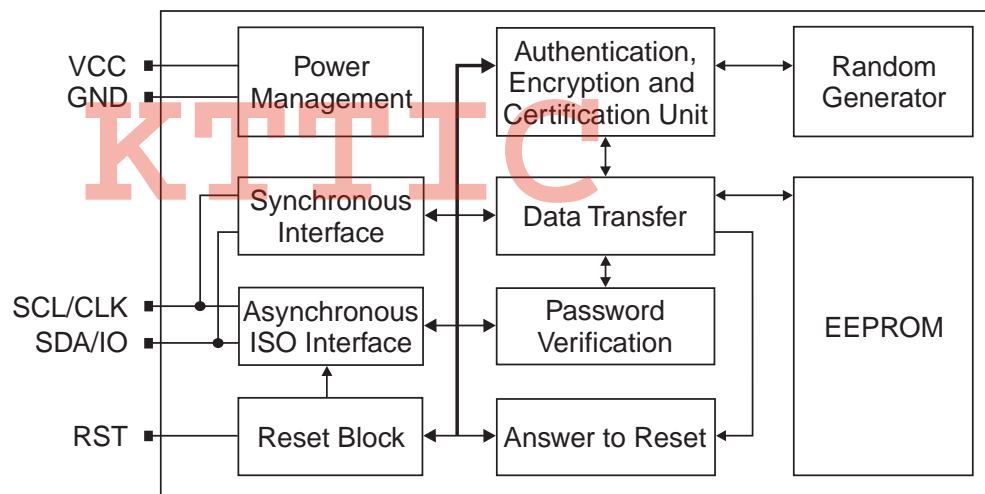 VCC
GND
Power
Management
Authentication,
Encryption and
Certification Unit
Random
Generator
KTTIC
Synchronous
Interface
Data Transfer
EEPROM
SCL/CLK
SDA/IO
Asynchronous
ISO Interface
Password
Verification
RST
Reset Block
Answer to Reset